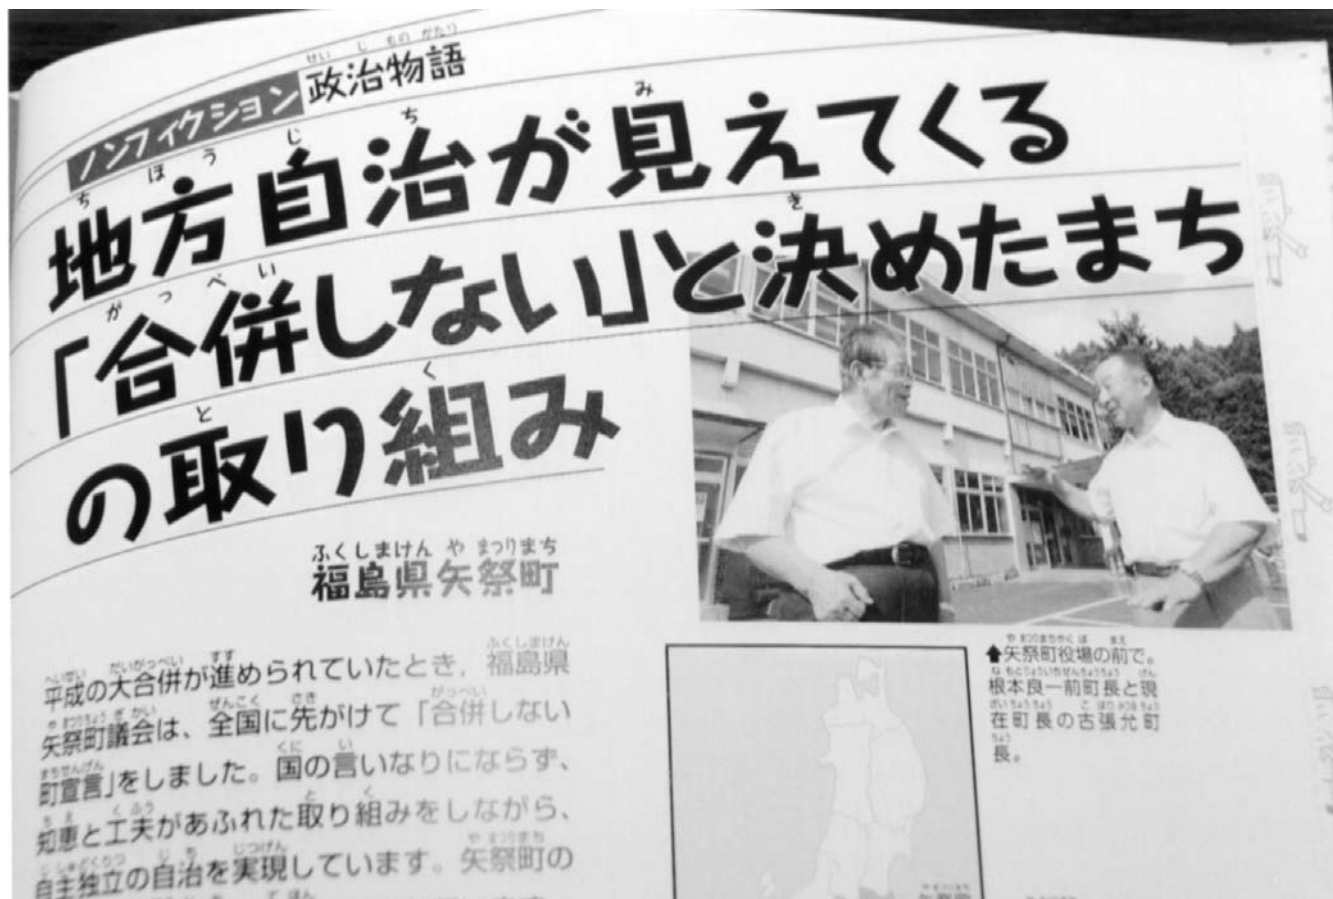 ノンフィクション 政治物語
地方自治が見えてくる
「合併しない」と決めたまち
の取り組み
福島県矢祭町
平成の大合併が進められていたとき，福島県
矢祭町議会は、全国に先がけて「合併しない
町宣言」をしました。国の言いなりにならず、
知恵と工夫があふれた取り組みをしながら、
自主独立の自治を実現しています。矢祭町の
⬆矢祭町役場の前で。
根本良一前町長と現
在町長の古張允町
長。
矢祭町